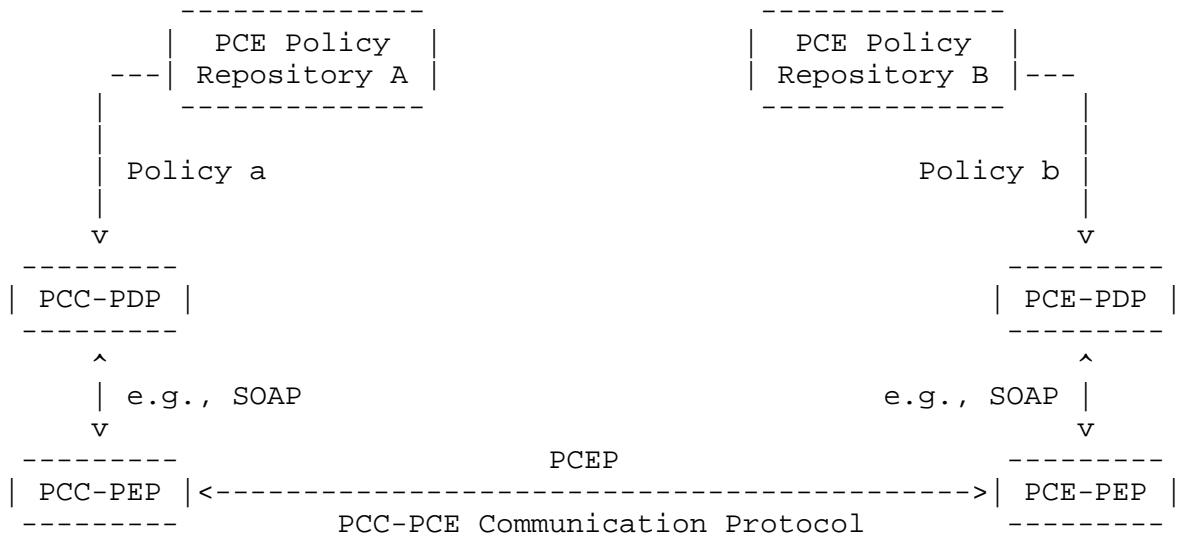 PCE Policy PCE Policy
Repository A Repository B
Policy a Policy b
PCC-PDP PCE-PDP
e.g., SOAP e.g., SOAP
PCEP
PCC-PEP PCE-PEP
PCC-PCE Communication Protocol